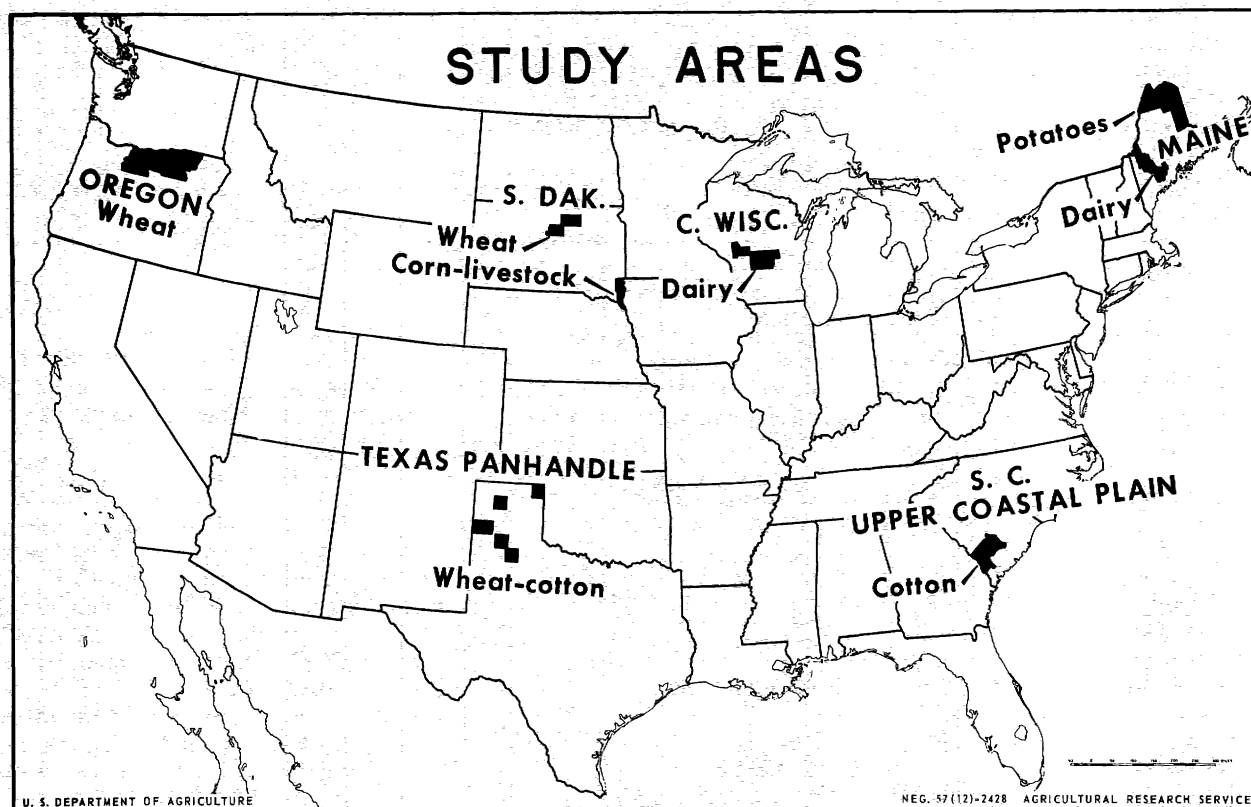 STUDY AREAS
Potatoes
MAINE
Dairy
OREGON
Wheat
S. DAK.
Wheat
Corn-livestock
C. WISC.
Dairy
TEXAS PANHANDLE
Wheat-cotton
S. C.
UPPER COASTAL PLAIN
Cotton
U. S. DEPARTMENT OF AGRICULTURE
NEG. 57(12)-2428 AGRICULTURAL RESEARCH SERVICE